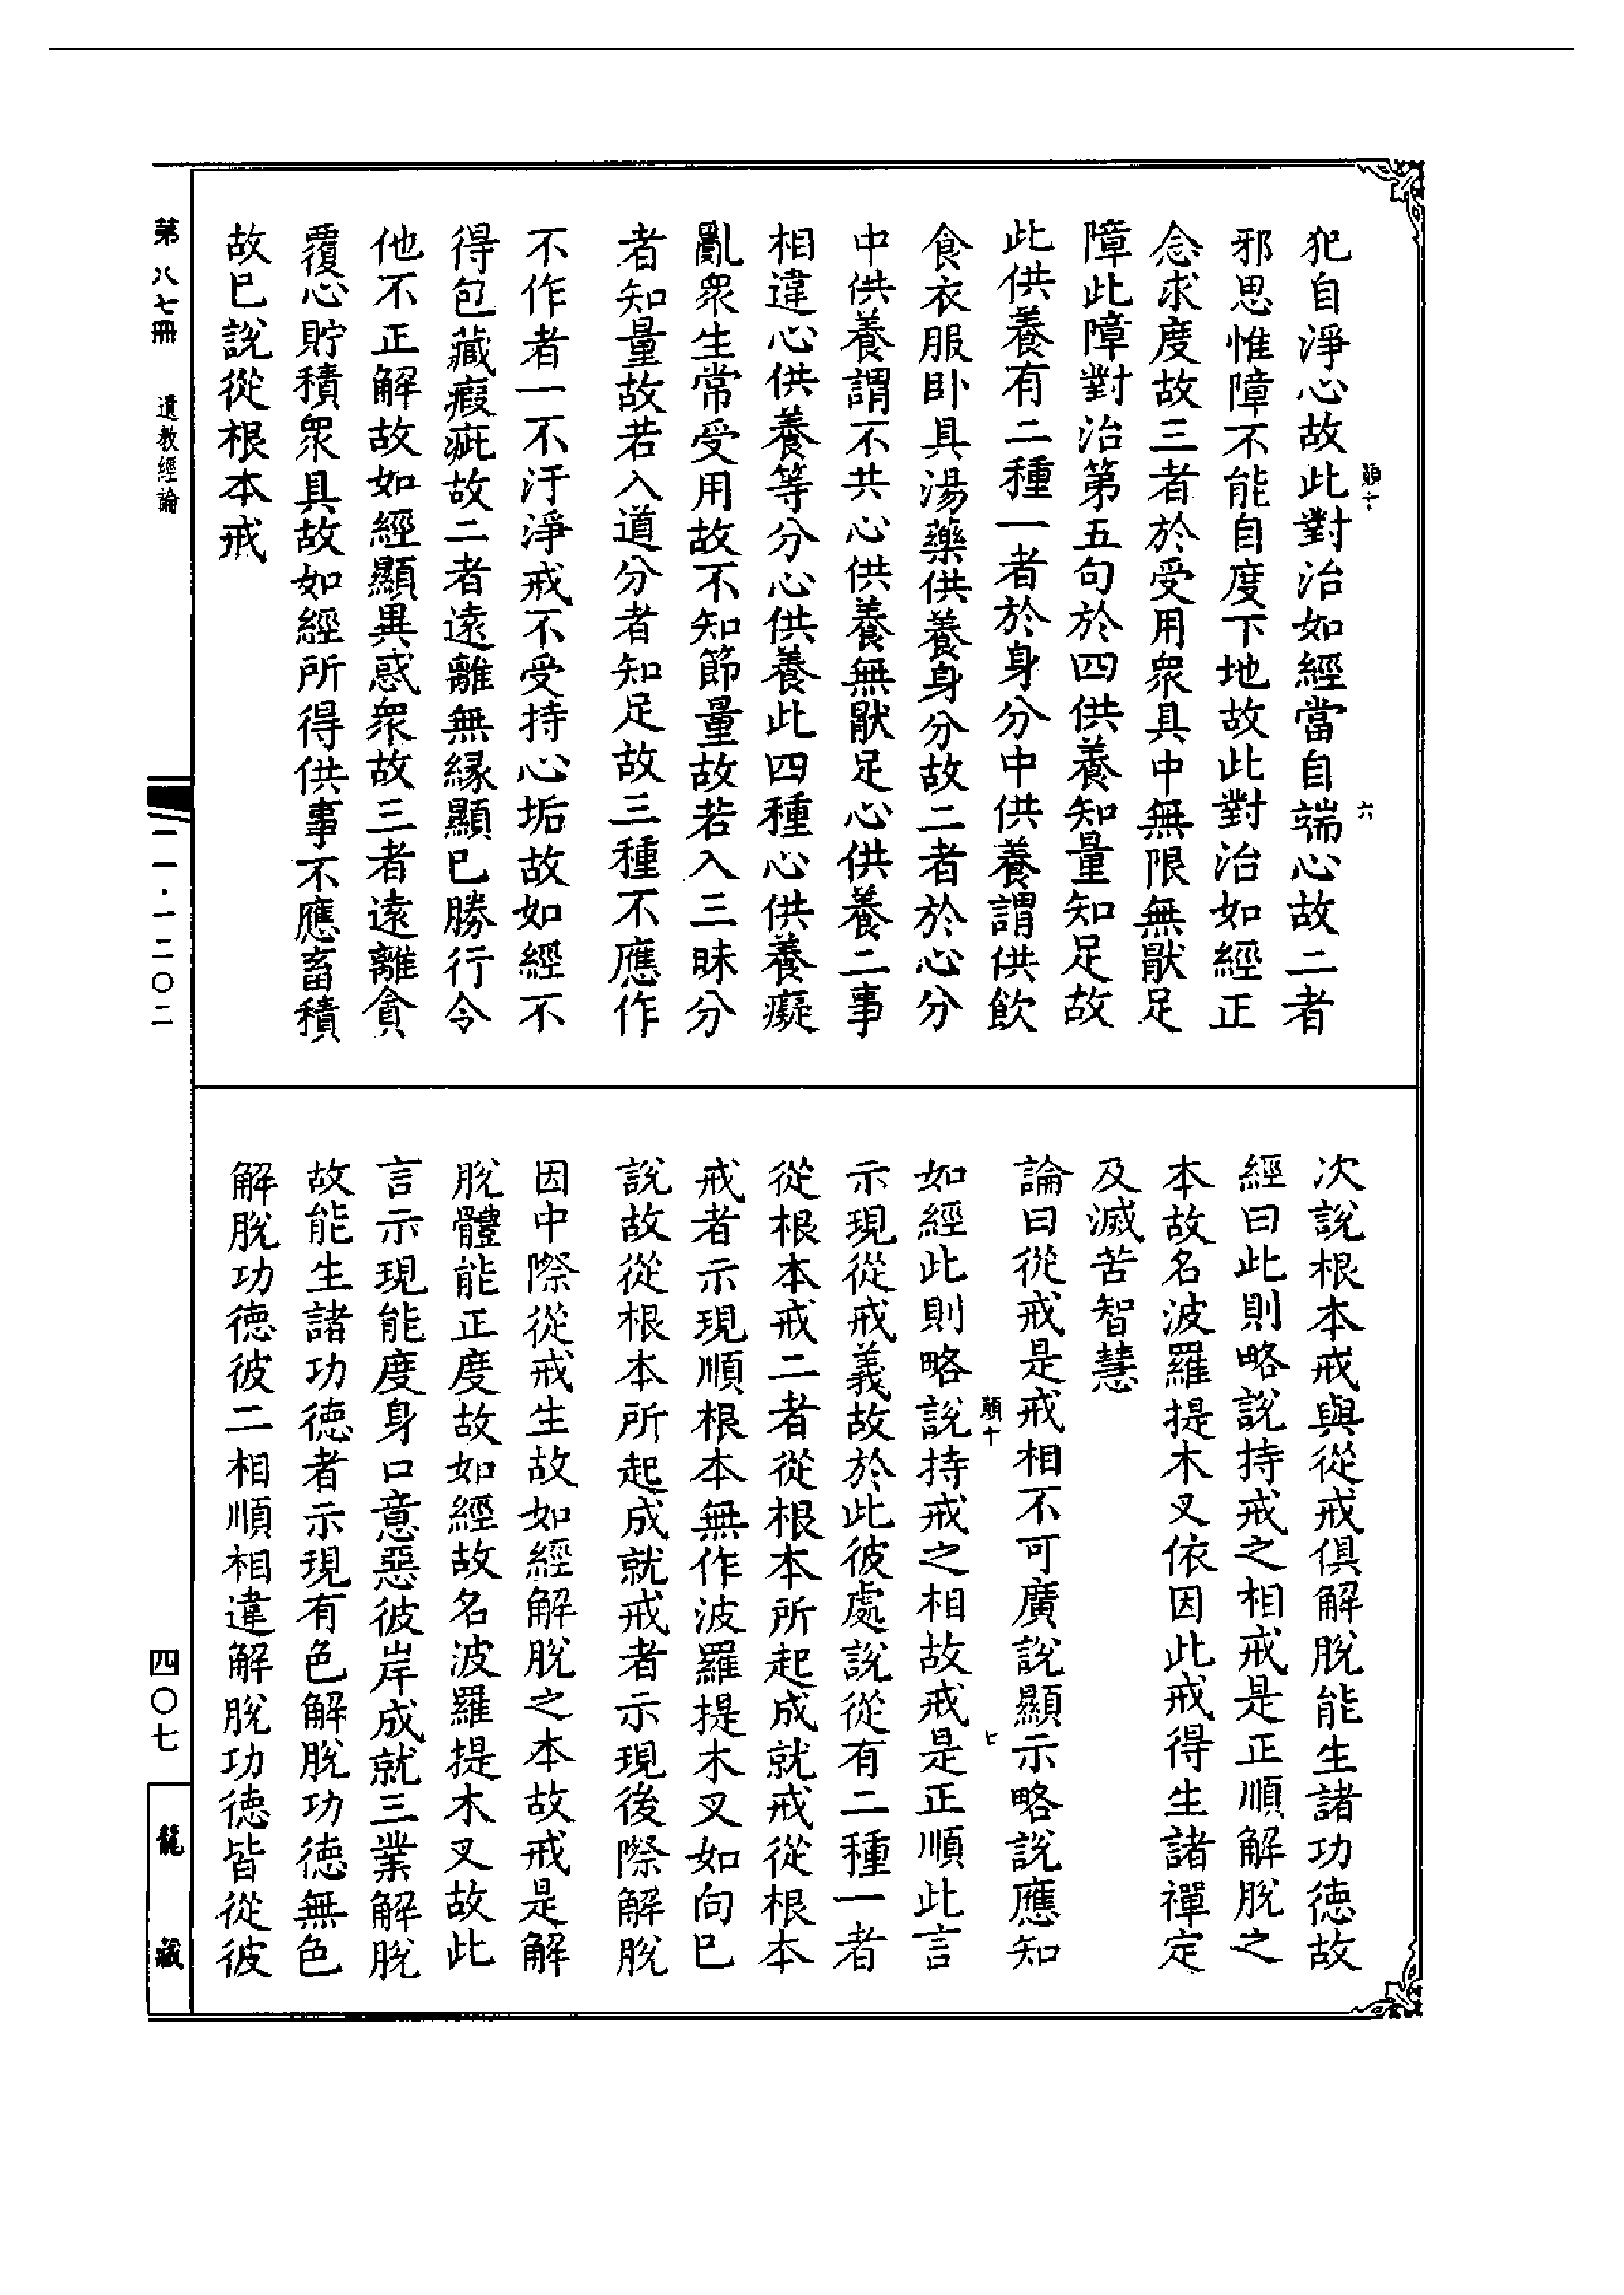 犯自淨心故此對治如經當自端心故二者
邪思惟障不能自度下地故此對治如經正
念求度故三者於受用衆具中無限無猒足
障此障對治第五句於四供養知量知足故
此供養有二種一者於身分中供養謂供飲
食衣服臥具湯藥供養身分故二者於心分
中供養謂不共心供養無猒足心供養二事
相違心供養等分心供養此四種心供養癡
亂衆生常受用故不知節量故若入三昧分
者知量故若入道分者知足故三種不應作
不作者一不汙淨戒不受持心垢故如經不
得包藏瑕疵故二者遠離無縁顯巳勝行令
他不正解故如經顯異惑衆故三者遠離貪
覆心貯積衆具故如經所得供事不應畜積
故巳說從根本戒
次說根本戒與從戒俱解脫能生諸功德故
經曰此則略說持戒之相戒是正順解脫之
本故名波羅提木叉依因此戒得生諸禪定
及滅苦智慧
論曰從戒是戒相不可廣說顯示略說應知
如經此則略說持戒之相故戒是正順此言
示現從戒義故於此彼處說從有二種一者
從根本戒二者從根本所起成就戒從根本
戒者示現順根本無作波羅提木叉如向巳
說故從根本所起成就戒者示現後際解脫
因中際從戒生故如經解脫之本故戒是解
脫體能正度故如經故名波羅提木叉故此
言示現能度身口意惡彼岸成就三業解脫
故能生諸功德者示現有色解脫功德無色
解脫功德彼二相順相違解脫功德皆從彼
六
七
第八七冊
遺教經論
一一·一二〇二
四〇七
龍藏